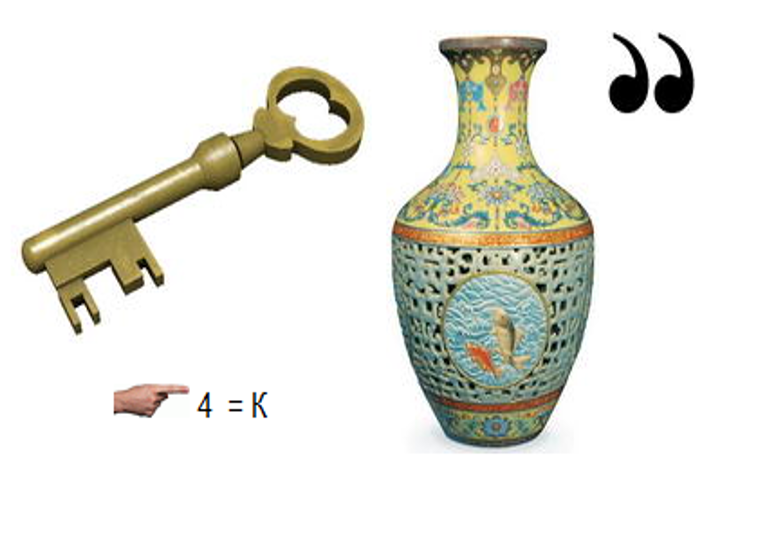 ,,
4 = К